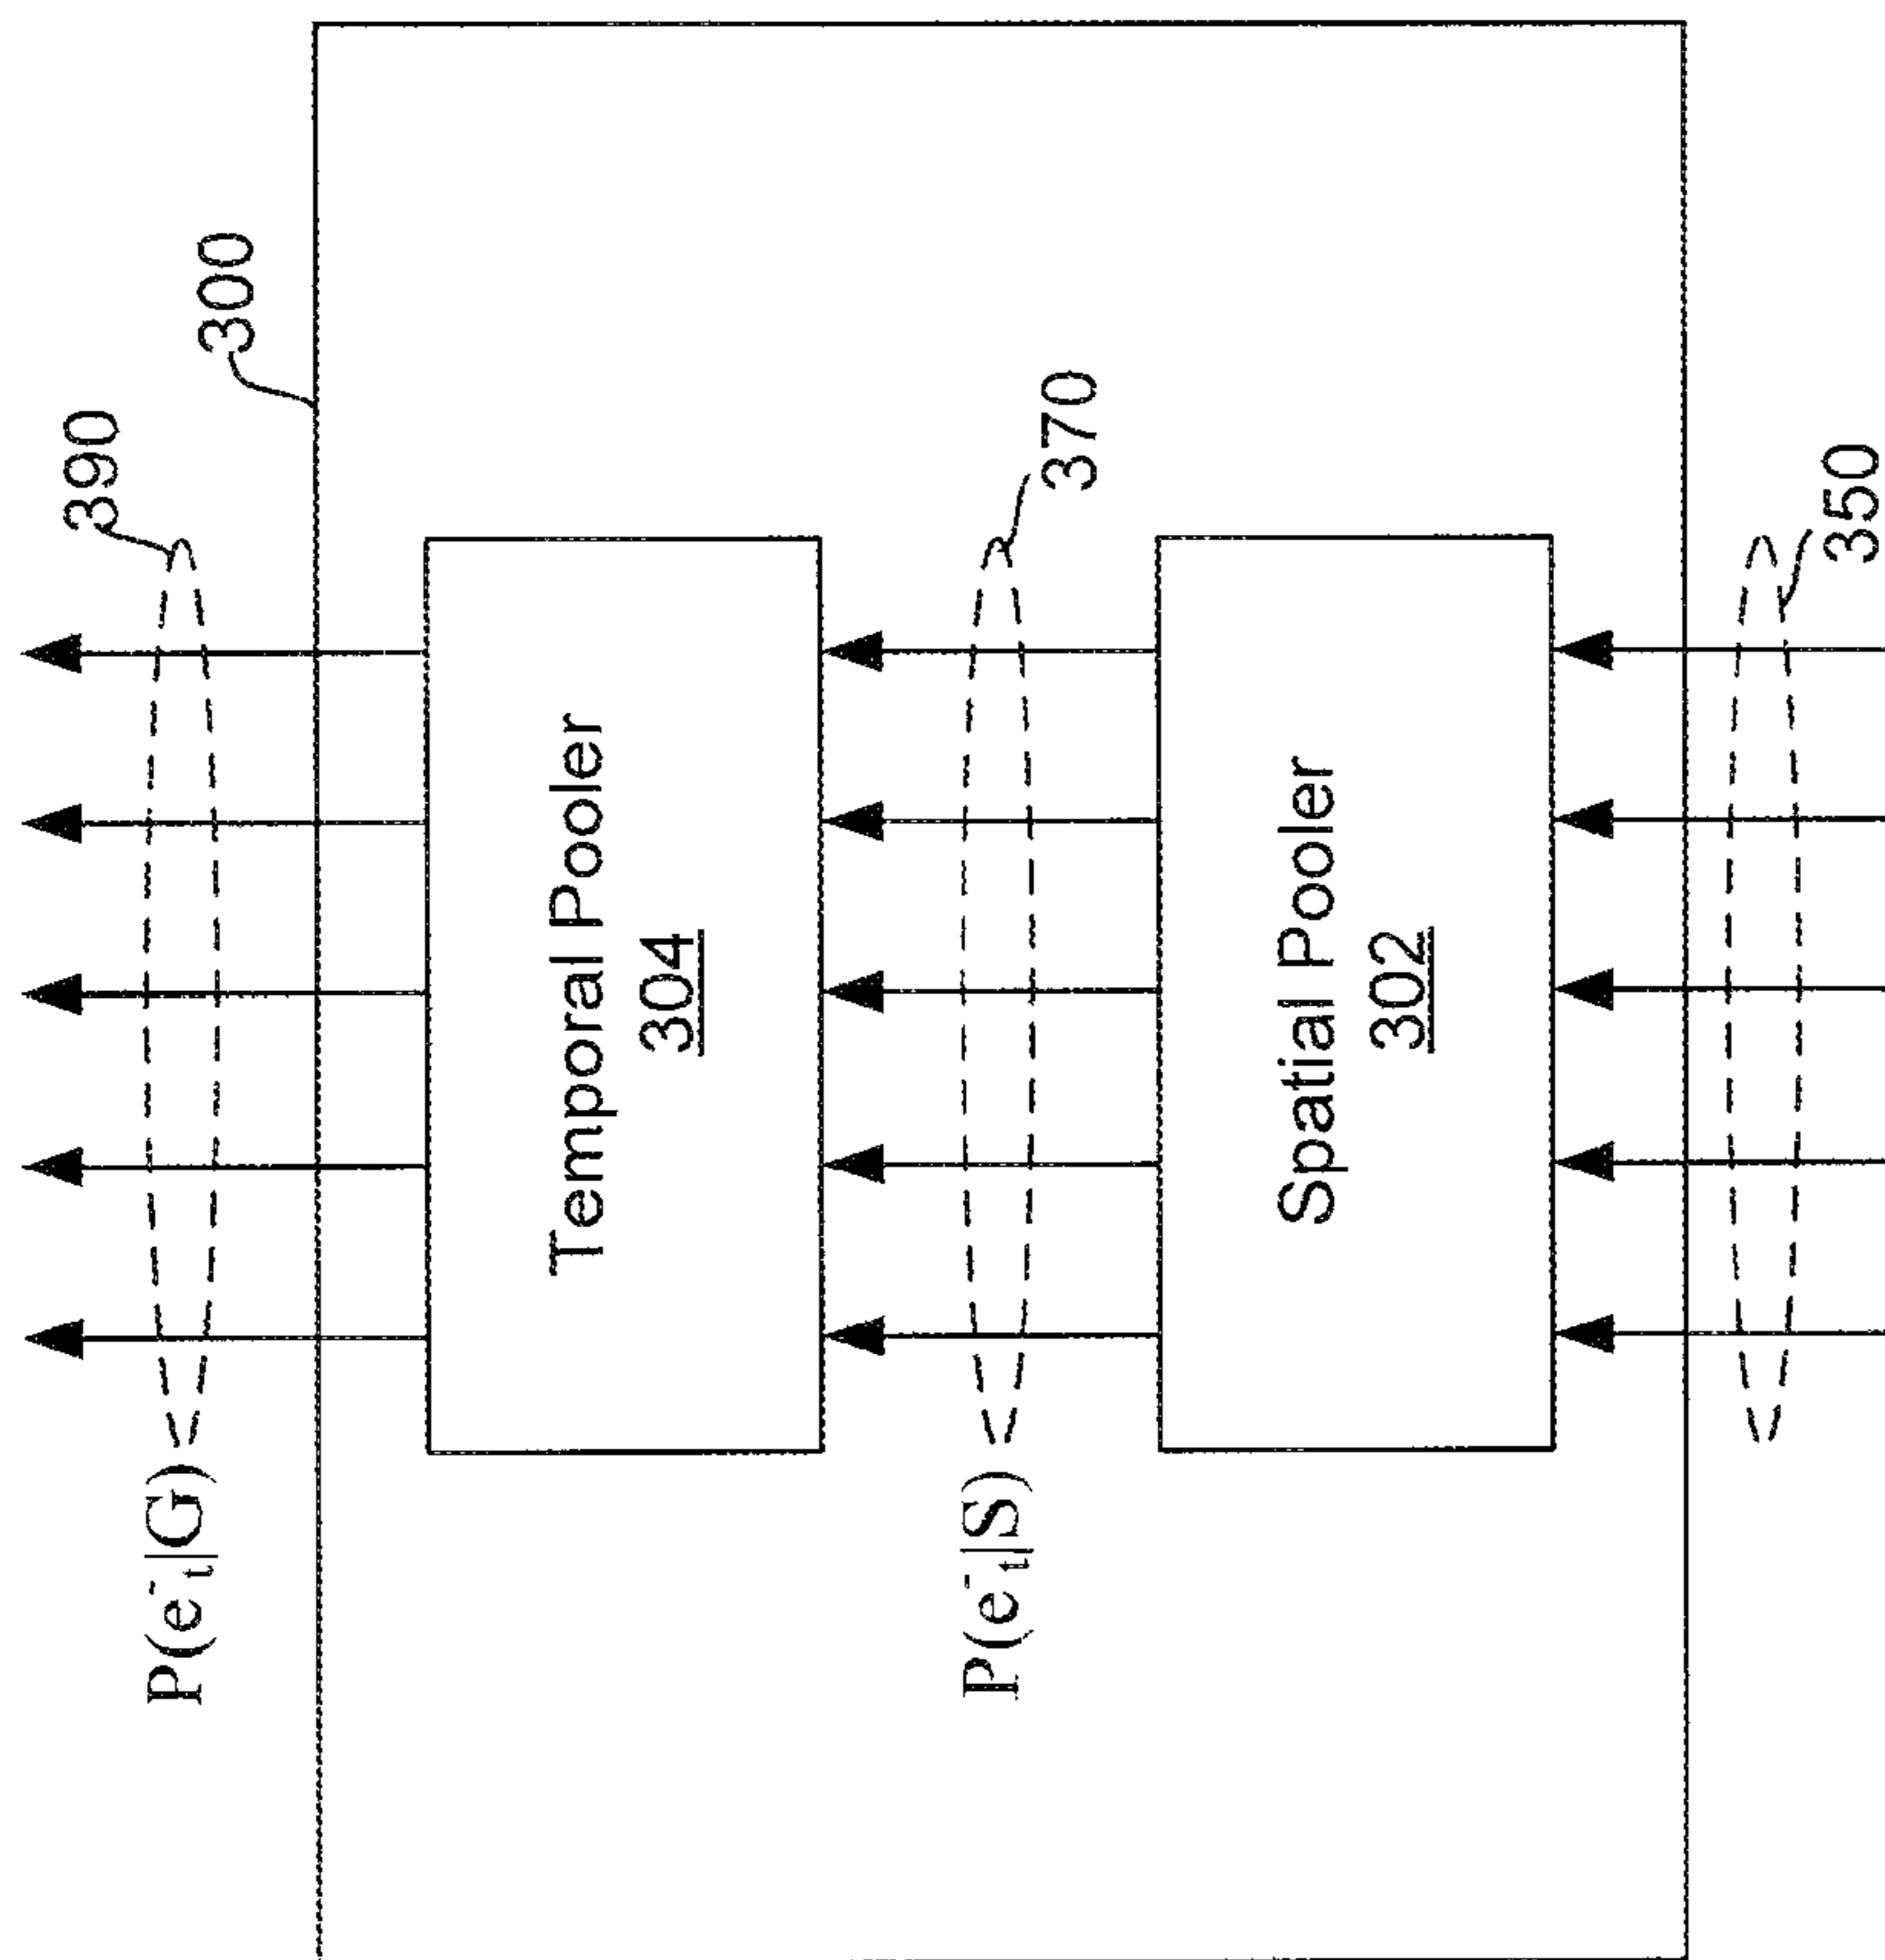 390
300
P(e⁻ₜ|G)
Temporal Pooler
304
370
P(e⁻ₜ|S)
Spatial Pooler
302
350